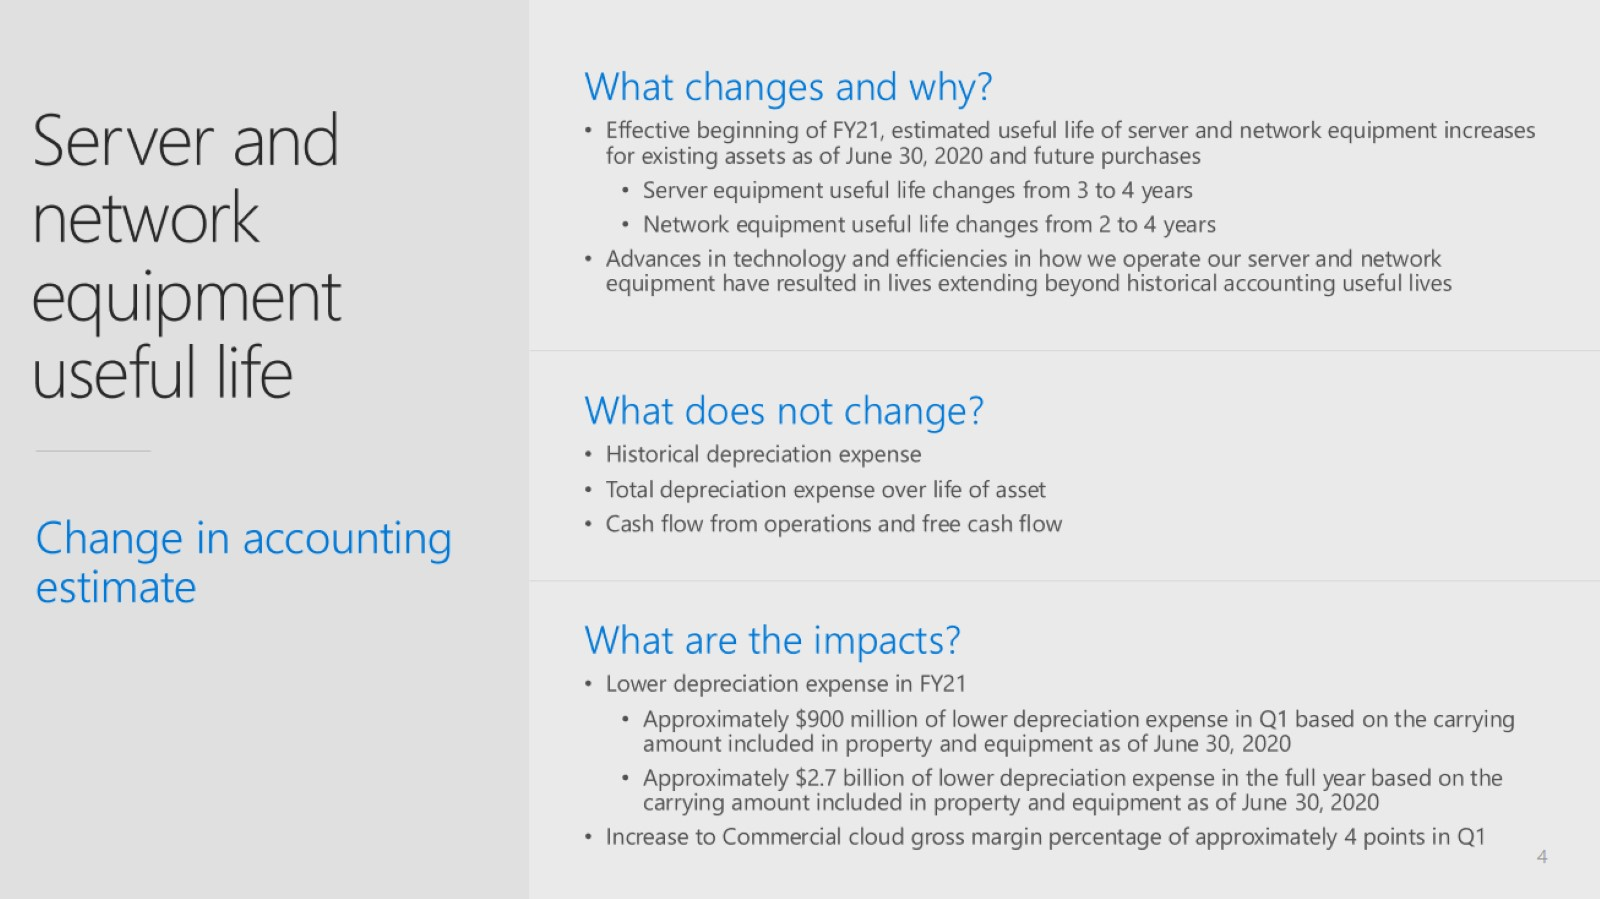 Server and
network
equipment
useful life
Change in accounting
estimate
What changes and why?
• Effective beginning of FY21, estimated useful life of server and network equipment increases
for existing assets as of June 30, 2020 and future purchases
• Server equipment useful life changes from 3 to 4 years
• Network equipment useful life changes from 2 to 4 years
• Advances in technology and efficiencies in how we operate our server and network
equipment have resulted in lives extending beyond historical accounting useful lives
What does not change?
• Historical depreciation expense
• Total depreciation expense over life of asset
• Cash flow from operations and free cash flow
What are the impacts?
• Lower depreciation expense in FY21
• Approximately $900 million of lower depreciation expense in Q1 based on the carrying
amount included in property and equipment as of June 30, 2020
• Approximately $2.7 billion of lower depreciation expense in the full year based on the
carrying amount included in property and equipment as of June 30, 2020
• Increase to Commercial cloud gross margin percentage of approximately 4 points in Q1
4